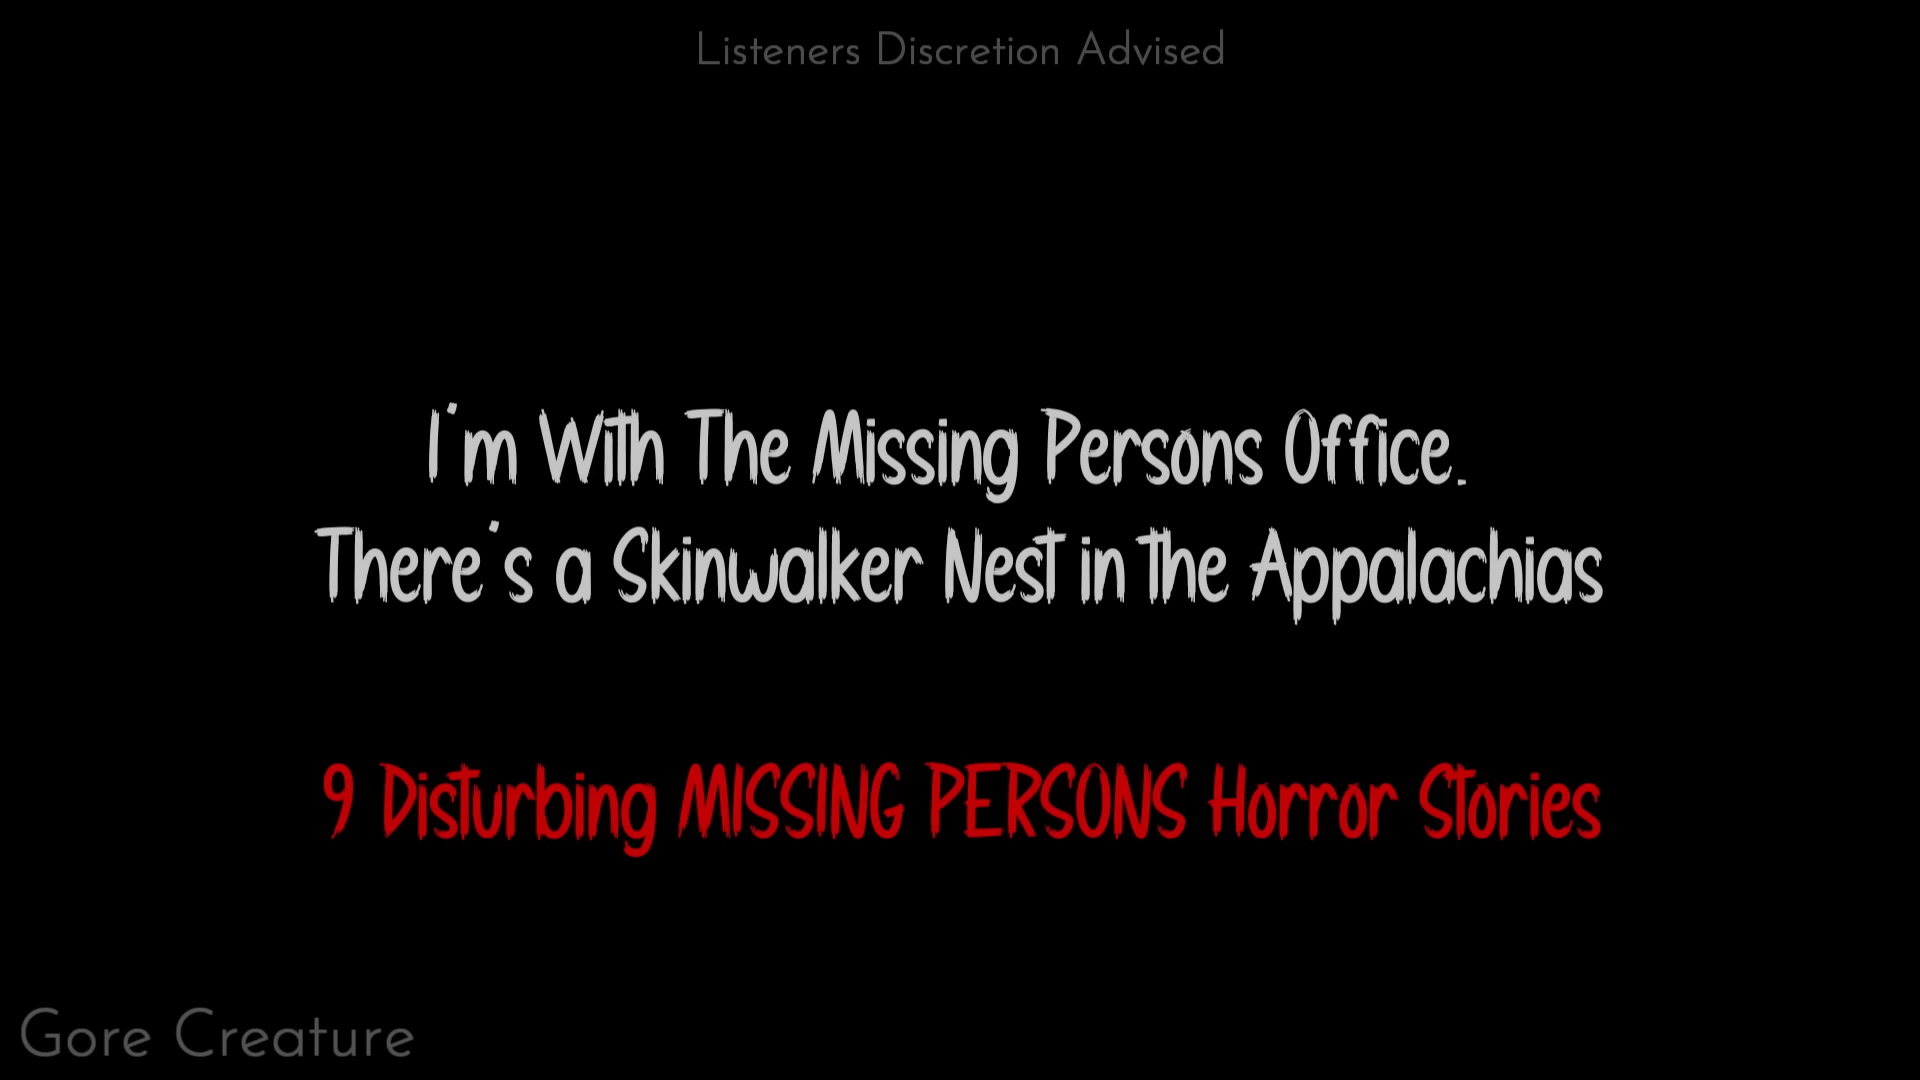 Listeners Discretion Advised
I'm With The Missing Persons Office.
There's a Skinwalker Nest in the Appalachias
9 Disturbing MISSING PERSONS Horror Stories
Gore Creature